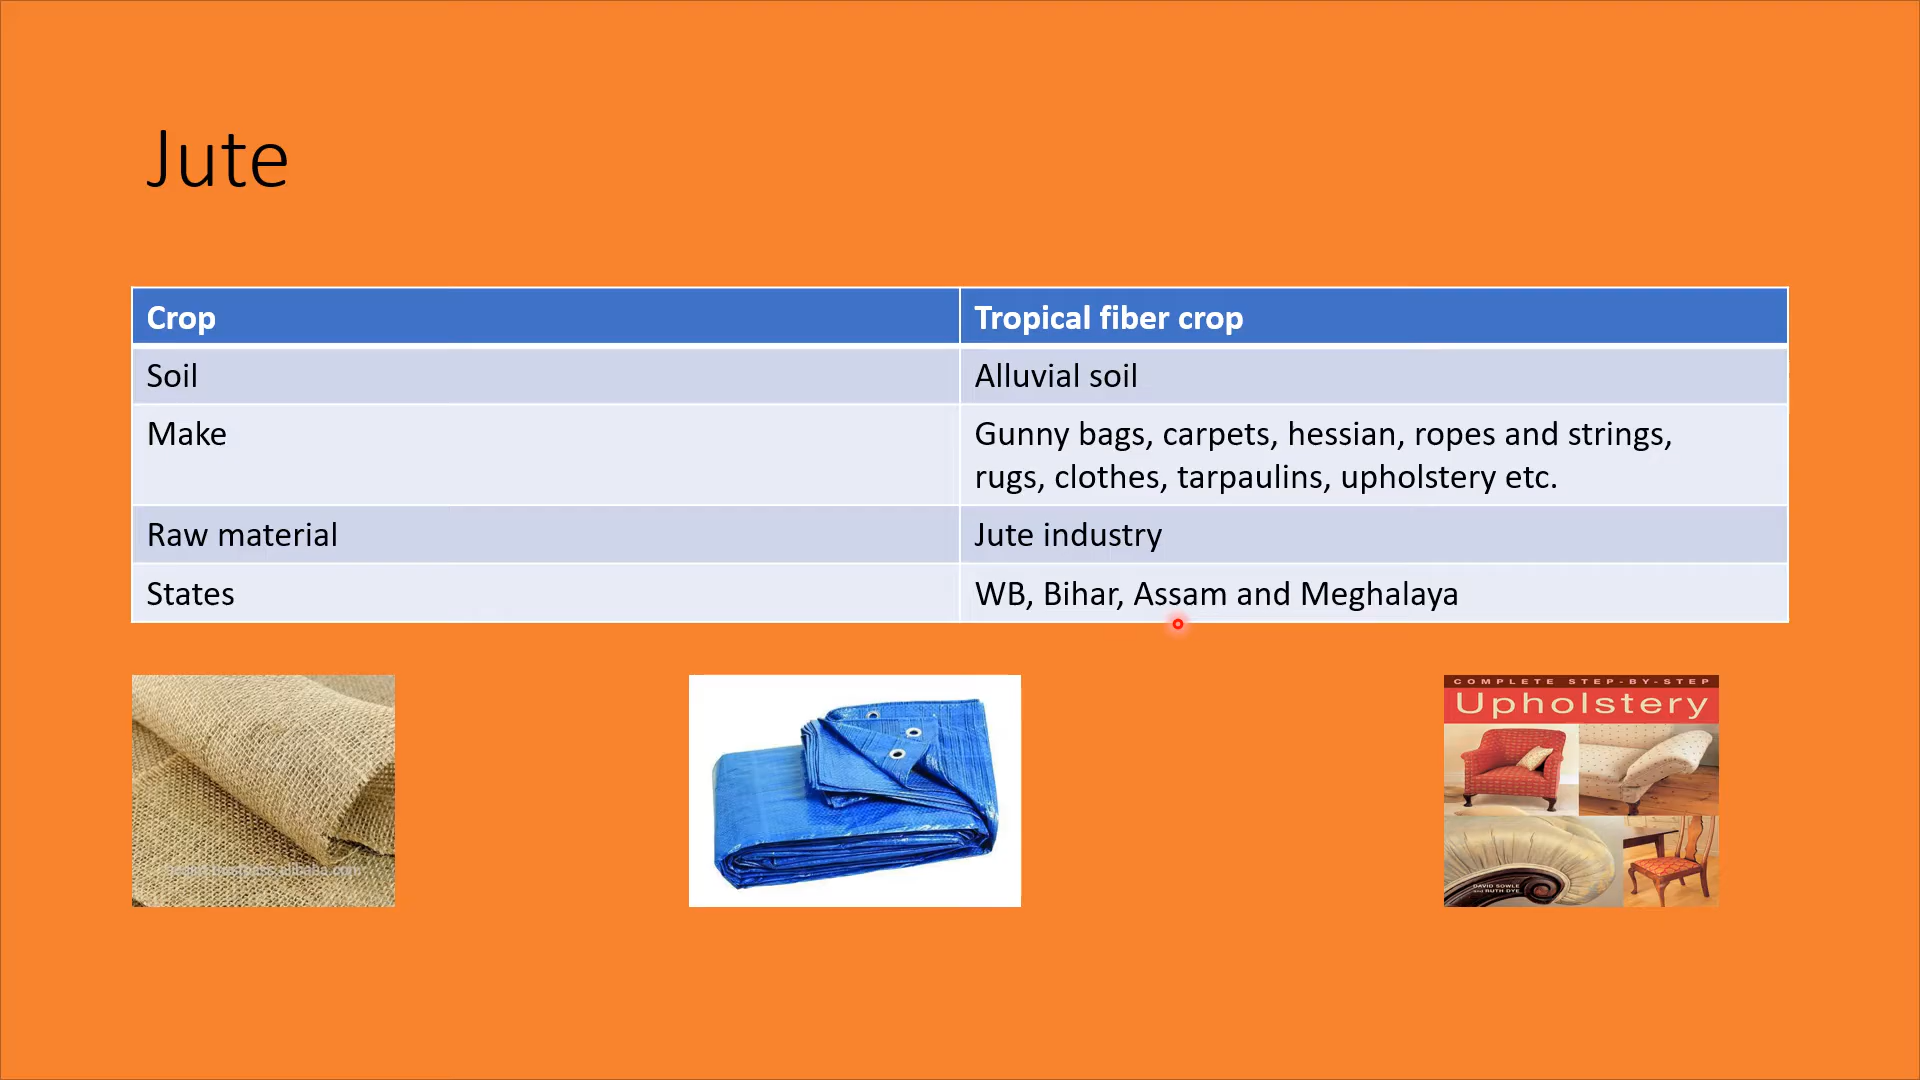 Jute
Crop
Tropical fiber crop
Soil
Alluvial soil
Make
Gunny bags, carpets, hessian, ropes and strings,
rugs, clothes, tarpaulins, upholstery etc.
Raw material
Jute industry
States
WB, Bihar, Assam and Meghalaya
COMPLETE STEP-BY-STEP
Upholstery
DAVID SOWLE
and RUTH DYE